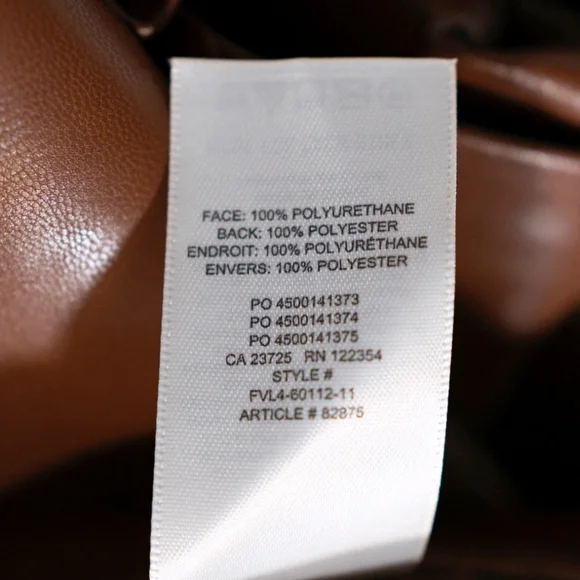 FACE: 100% POLYURETHANE
BACK: 100% POLYESTER
ENDROIT: 100% POLYURÉTHANE
ENVERS: 100% POLYESTER
PO 4500141373
PO 4500141374
PO 4500141375
CA 23725 RN 122354
STYLE #
FVL4-60112-11
ARTICLE # 82875